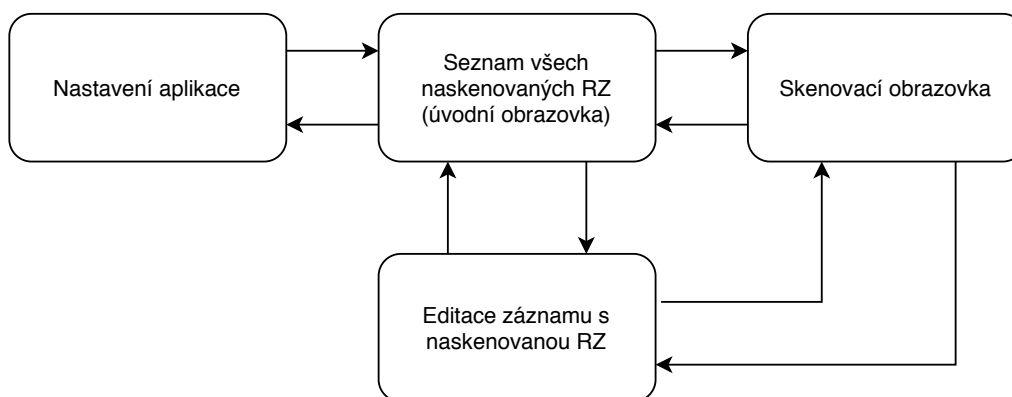 Nastavení aplikace
Seznam všech
naskenovaných RZ
(úvodní obrazovka)
Skenovací obrazovka
Editace záznamu s
naskenovanou RZ